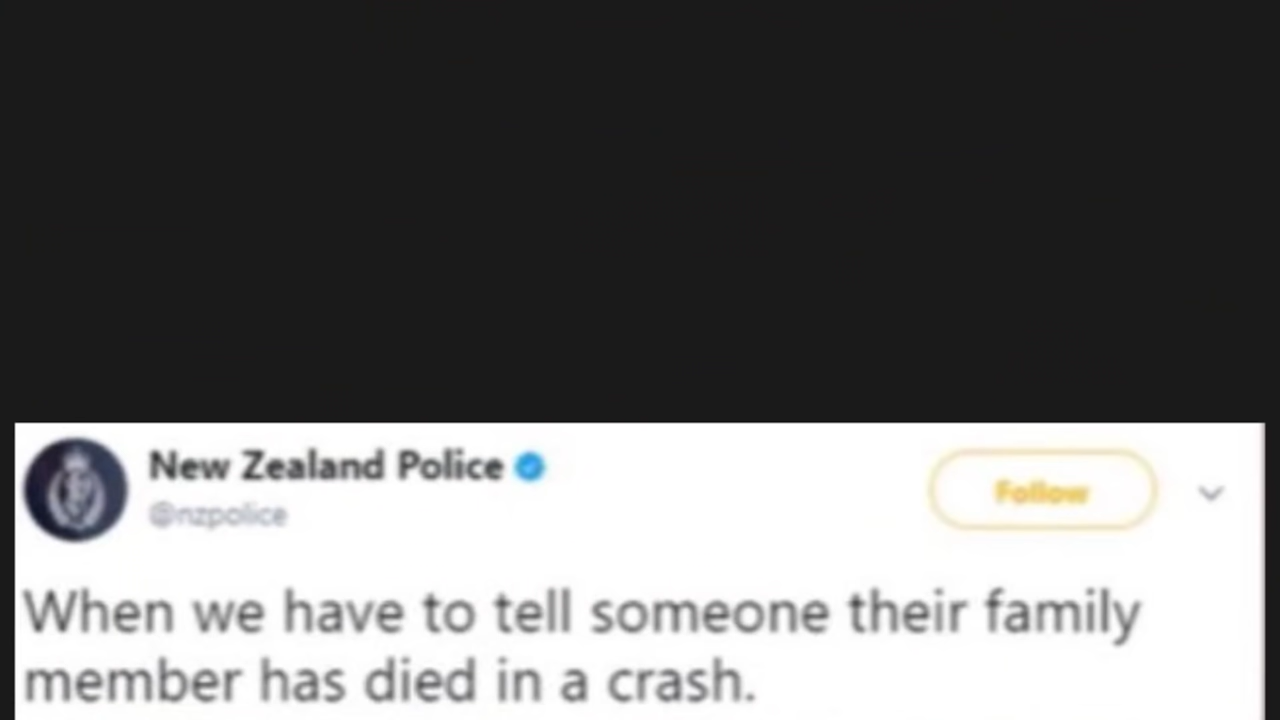 New Zealand Police
@nzpolice
Follow
When we have to tell someone their family
member has died in a crash.